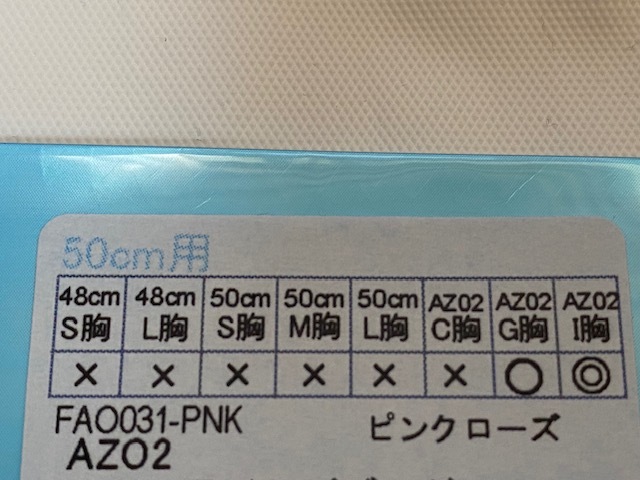 50cm用
48cm 48cm 50cm 50cm 50cm AZ02 AZ02 AZ02
S胸 L胸 S胸 M胸 L胸 C胸 G胸 I胸
× × × × × × ○ ◎
FAO031-PNK ピンクローズ
AZO2